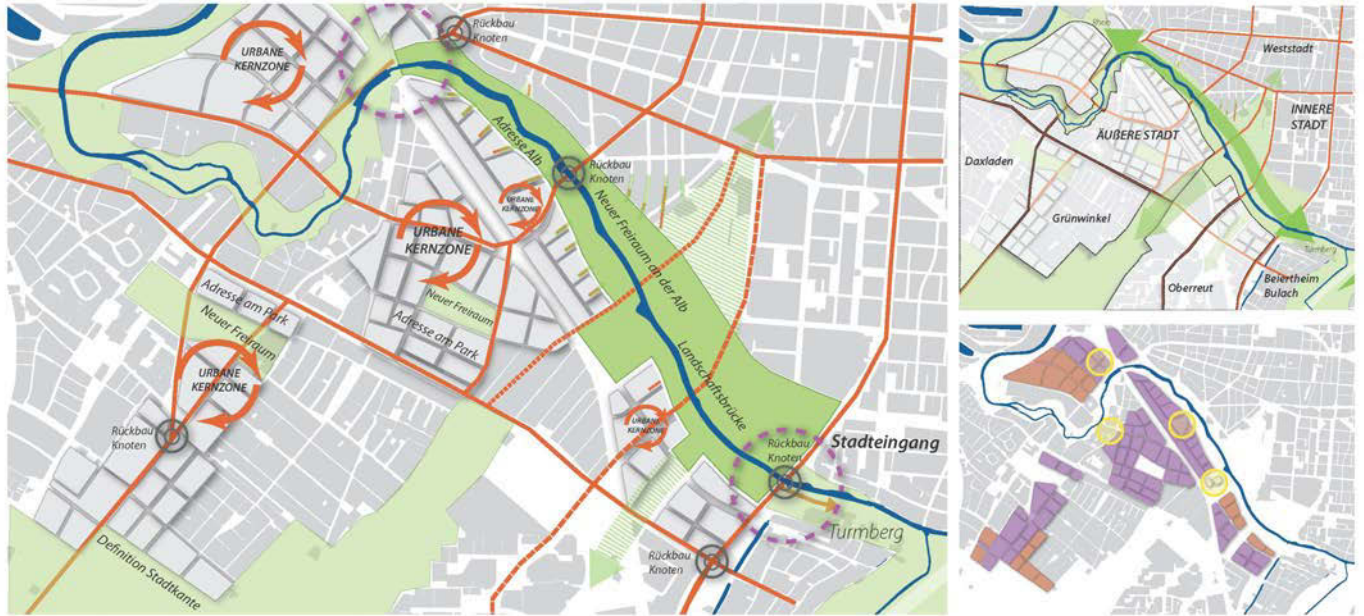 Rückbau
Knoten
URBANE
KERNZONE
Adresse Alb
Rückbau
Knoten
URBANE
KERNZONE
URBANE
KERNZONE
Neuer Freiraum an der Alb
Neuer Freiraum
Adresse am Park
Adresse am Park
Neuer Freiraum
URBANE
KERNZONE
Landschaftsbrücke
URBANE
KERNZONE
Rückbau
Knoten
Stadteingang
Rückbau
Knoten
Turmberg
Rückbau
Knoten
Definition Stadtkante
Rhein
Weststadt
INNERE
STADT
ÄUßERE STADT
Daxladen
Grünwinkel
Turmberg
Oberreut
Beiertheim
Bulach